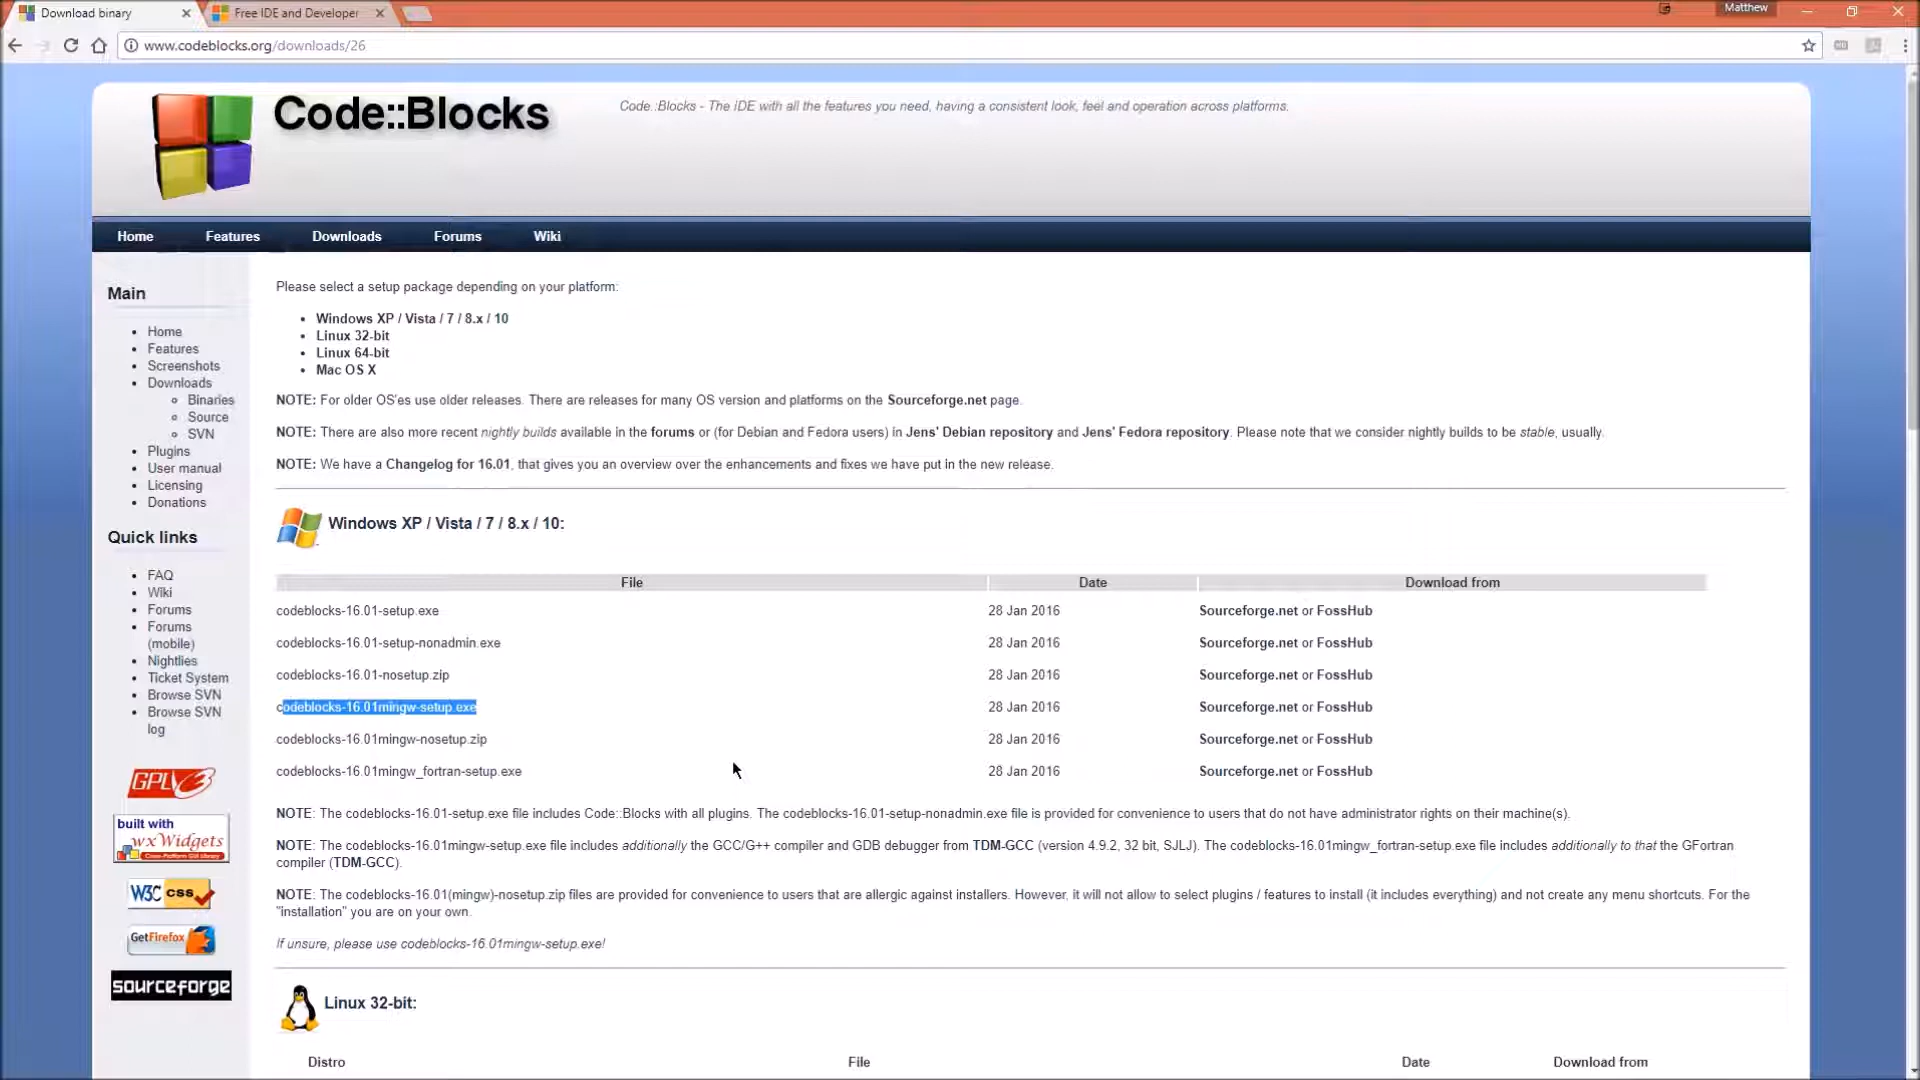 Download binary
Free IDE and Developer
Matthew
www.codeblocks.org/downloads/26
Code::Blocks
Code::Blocks - The IDE with all the features you need, having a consistent look, feel and operation across platforms.
Home Features Downloads Forums Wiki
Main
Home
Features
Screenshots
Downloads
Binaries
Source
SVN
Plugins
User manual
Licensing
Donations
Quick links
FAQ
Wiki
Forums
Forums
(mobile)
Nightlies
Ticket System
Browse SVN
Browse SVN
log
GPLv3
built with
wxWidgets
Cross-Platform GUI Library
W3C css
GetFirefox
sourceforge
Please select a setup package depending on your platform:
Windows XP / Vista / 7 / 8.x / 10
Linux 32-bit
Linux 64-bit
Mac OS X
NOTE: For older OS'es use older releases. There are releases for many OS version and platforms on the Sourceforge.net page.
NOTE: There are also more recent nightly builds available in the forums or (for Debian and Fedora users) in Jens' Debian repository and Jens' Fedora repository. Please note that we consider nightly builds to be stable, usually.
NOTE: We have a Changelog for 16.01, that gives you an overview over the enhancements and fixes we have put in the new release.
Windows XP / Vista / 7 / 8.x / 10:
File Date Download from
codeblocks-16.01-setup.exe 28 Jan 2016 Sourceforge.net or FossHub
codeblocks-16.01-setup-nonadmin.exe 28 Jan 2016 Sourceforge.net or FossHub
codeblocks-16.01-nosetup.zip 28 Jan 2016 Sourceforge.net or FossHub
codeblocks-16.01mingw-setup.exe 28 Jan 2016 Sourceforge.net or FossHub
codeblocks-16.01mingw-nosetup.zip 28 Jan 2016 Sourceforge.net or FossHub
codeblocks-16.01mingw_fortran-setup.exe 28 Jan 2016 Sourceforge.net or FossHub
NOTE: The codeblocks-16.01-setup.exe file includes Code::Blocks with all plugins. The codeblocks-16.01-setup-nonadmin.exe file is provided for convenience to users that do not have administrator rights on their machine(s).
NOTE: The codeblocks-16.01mingw-setup.exe file includes additionally the GCC/G++ compiler and GDB debugger from TDM-GCC (version 4.9.2, 32 bit, SJLJ). The codeblocks-16.01mingw_fortran-setup.exe file includes additionally to that the GFortran
compiler (TDM-GCC).
NOTE: The codeblocks-16.01(mingw)-nosetup.zip files are provided for convenience to users that are allergic against installers. However, it will not allow to select plugins / features to install (it includes everything) and not create any menu shortcuts. For the
"installation" you are on your own.
If unsure, please use codeblocks-16.01mingw-setup.exe!
Linux 32-bit:
Distro File Date Download from